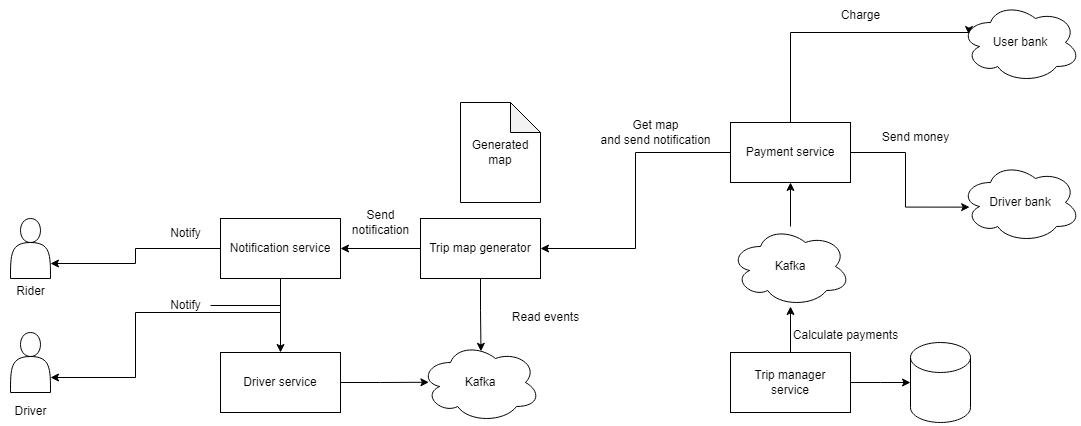 Charge
User bank
Generated
map
Get map
and send notification
Payment service
Send money
Driver bank
Send
notification
Notify
Notification service
Trip map generator
Kafka
Rider
Notify
Read events
Calculate payments
Driver service
Kafka
Trip manager
service
Driver